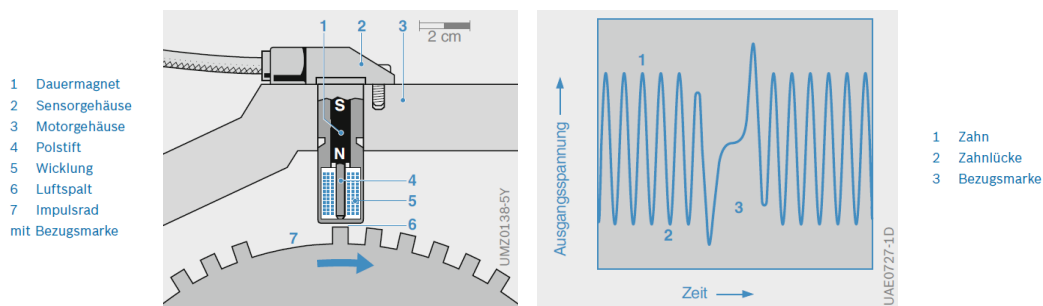 1 Dauermagnet
2 Sensorgehäuse
3 Motorgehäuse
4 Polstift
5 Wicklung
6 Luftspalt
7 Impulsrad
mit Bezugsmarke
1 2 3
2 cm
S
N
4
5
6
7
UMZ0138-5Y
Ausgangsspannung
1
2
3
Zeit
UAE0727-1D
1 Zahn
2 Zahnlücke
3 Bezugsmarke